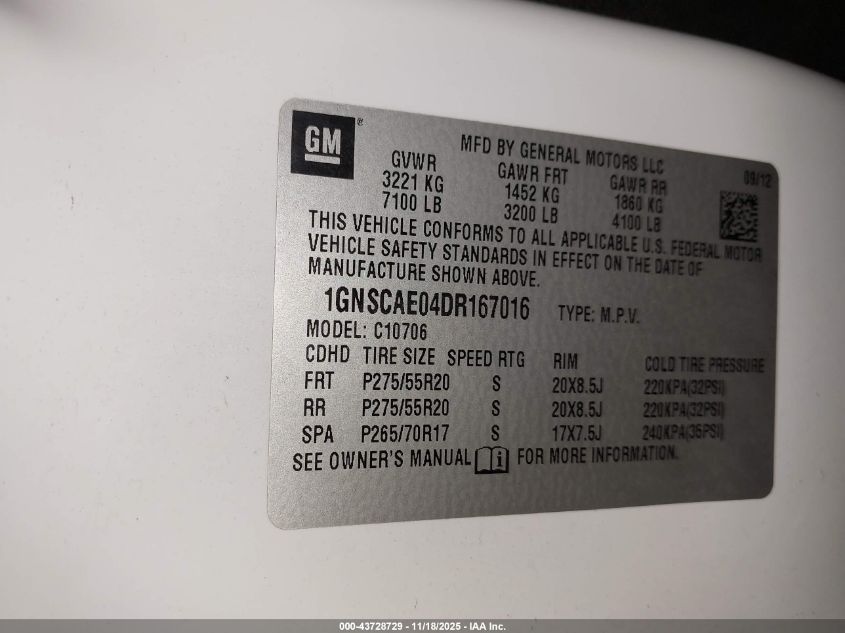 GM®
MFD BY GENERAL MOTORS LLC
09/12
GVWR GAWR FRT GAWR RR
3221 KG 1452 KG 1860 KG
7100 LB 3200 LB 4100 LB
THIS VEHICLE CONFORMS TO ALL APPLICABLE U.S. FEDERAL MOTOR
VEHICLE SAFETY STANDARDS IN EFFECT ON THE DATE OF
MANUFACTURE SHOWN ABOVE.
1GNSCAE04DR167016 TYPE: M.P.V.
MODEL: C10706
CDHD TIRE SIZE SPEED RTG RIM COLD TIRE PRESSURE
FRT P275/55R20 S 20X8.5J 220KPA(32PSI)
RR P275/55R20 S 20X8.5J 220KPA(32PSI)
SPA P265/70R17 S 17X7.5J 240KPA(35PSI)
SEE OWNER'S MANUAL FOR MORE INFORMATION.
000-43728729 - 11/18/2025 - IAA Inc.